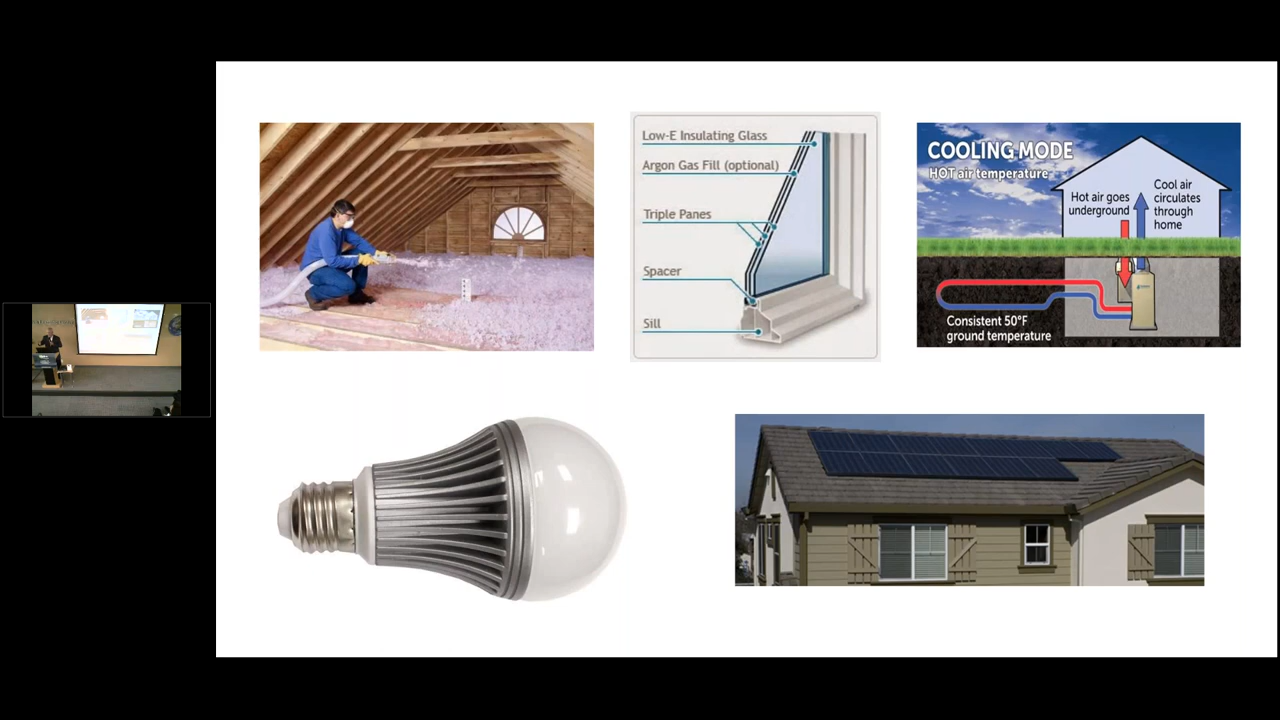 Low-E Insulating Glass
Argon Gas Fill (optional)
Triple Panes
Spacer
Sill
COOLING MODE
HOT air temperature
Hot air goes
underground
Cool air
circulates
through
home
Consistent 50°F
ground temperature